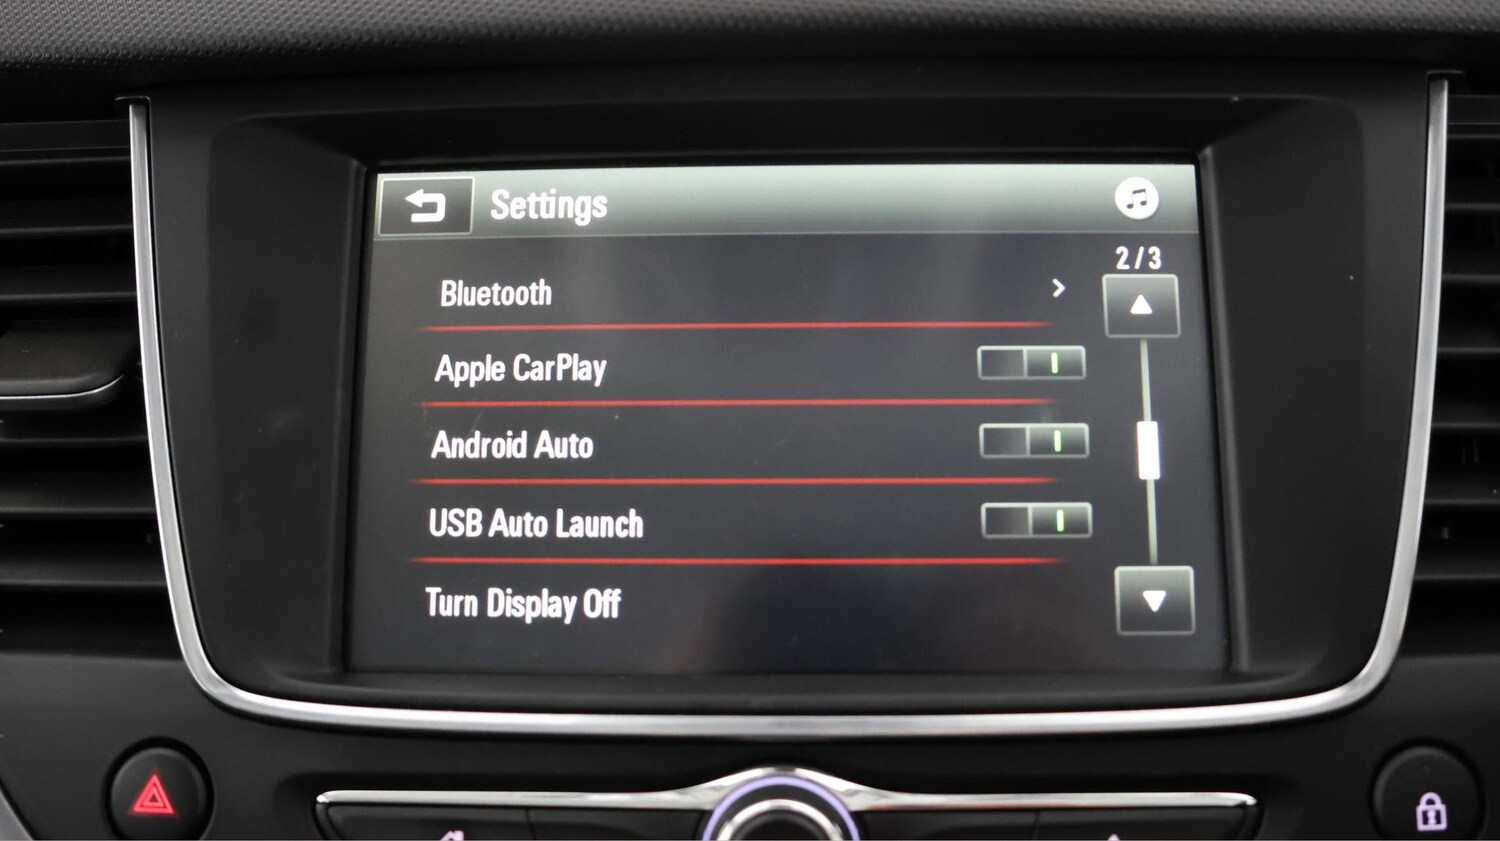 Settings
2/3
Bluetooth
Apple CarPlay
Android Auto
USB Auto Launch
Turn Display Off